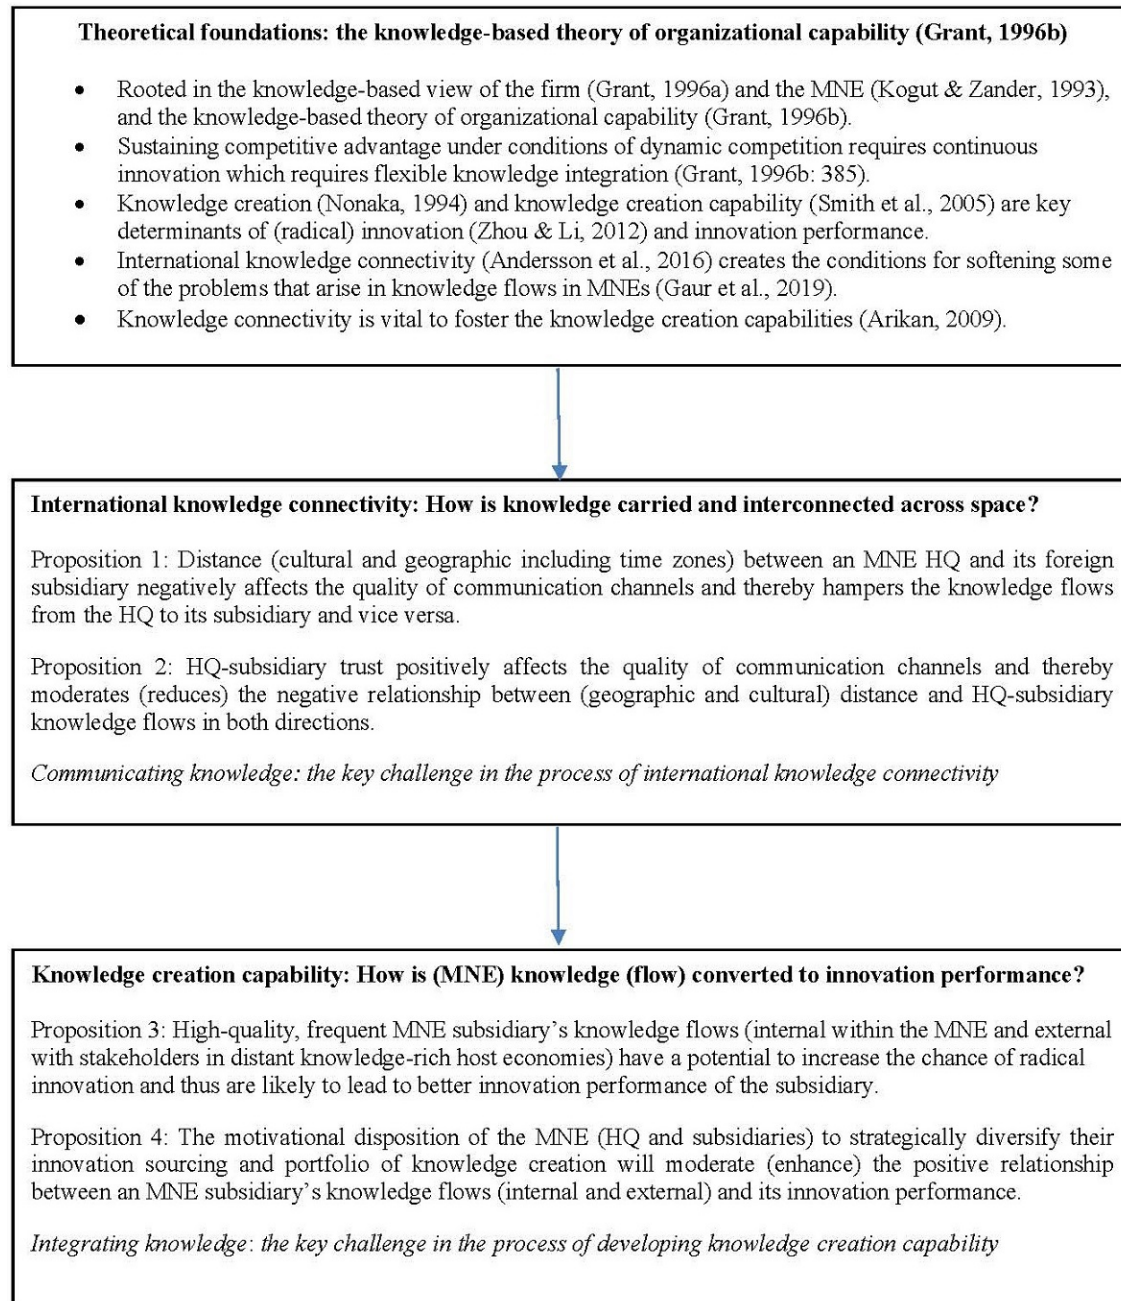 Theoretical foundations: the knowledge-based theory of organizational capability (Grant, 1996b)
• Rooted in the knowledge-based view of the firm (Grant, 1996a) and the MNE (Kogut & Zander, 1993),
and the knowledge-based theory of organizational capability (Grant, 1996b).
• Sustaining competitive advantage under conditions of dynamic competition requires continuous
innovation which requires flexible knowledge integration (Grant, 1996b: 385).
• Knowledge creation (Nonaka, 1994) and knowledge creation capability (Smith et al., 2005) are key
determinants of (radical) innovation (Zhou & Li, 2012) and innovation performance.
• International knowledge connectivity (Andersson et al., 2016) creates the conditions for softening some
of the problems that arise in knowledge flows in MNEs (Gaur et al., 2019).
• Knowledge connectivity is vital to foster the knowledge creation capabilities (Arikan, 2009).
International knowledge connectivity: How is knowledge carried and interconnected across space?
Proposition 1: Distance (cultural and geographic including time zones) between an MNE HQ and its foreign
subsidiary negatively affects the quality of communication channels and thereby hampers the knowledge flows
from the HQ to its subsidiary and vice versa.
Proposition 2: HQ-subsidiary trust positively affects the quality of communication channels and thereby
moderates (reduces) the negative relationship between (geographic and cultural) distance and HQ-subsidiary
knowledge flows in both directions.
Communicating knowledge: the key challenge in the process of international knowledge connectivity
Knowledge creation capability: How is (MNE) knowledge (flow) converted to innovation performance?
Proposition 3: High-quality, frequent MNE subsidiary's knowledge flows (internal within the MNE and external
with stakeholders in distant knowledge-rich host economies) have a potential to increase the chance of radical
innovation and thus are likely to lead to better innovation performance of the subsidiary.
Proposition 4: The motivational disposition of the MNE (HQ and subsidiaries) to strategically diversify their
innovation sourcing and portfolio of knowledge creation will moderate (enhance) the positive relationship
between an MNE subsidiary's knowledge flows (internal and external) and its innovation performance.
Integrating knowledge: the key challenge in the process of developing knowledge creation capability